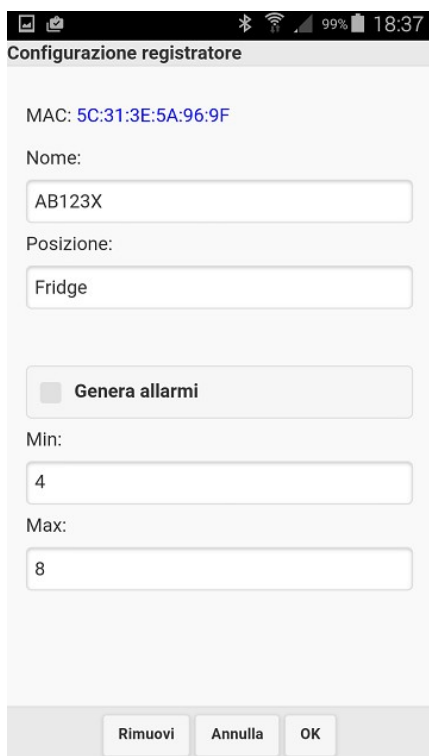 99% 18:37
Configurazione registratore
MAC: 5C:31:3E:5A:96:9F
Nome:
AB123X
Posizione:
Fridge
Genera allarmi
Min:
4
Max:
8
Rimuovi Annulla OK